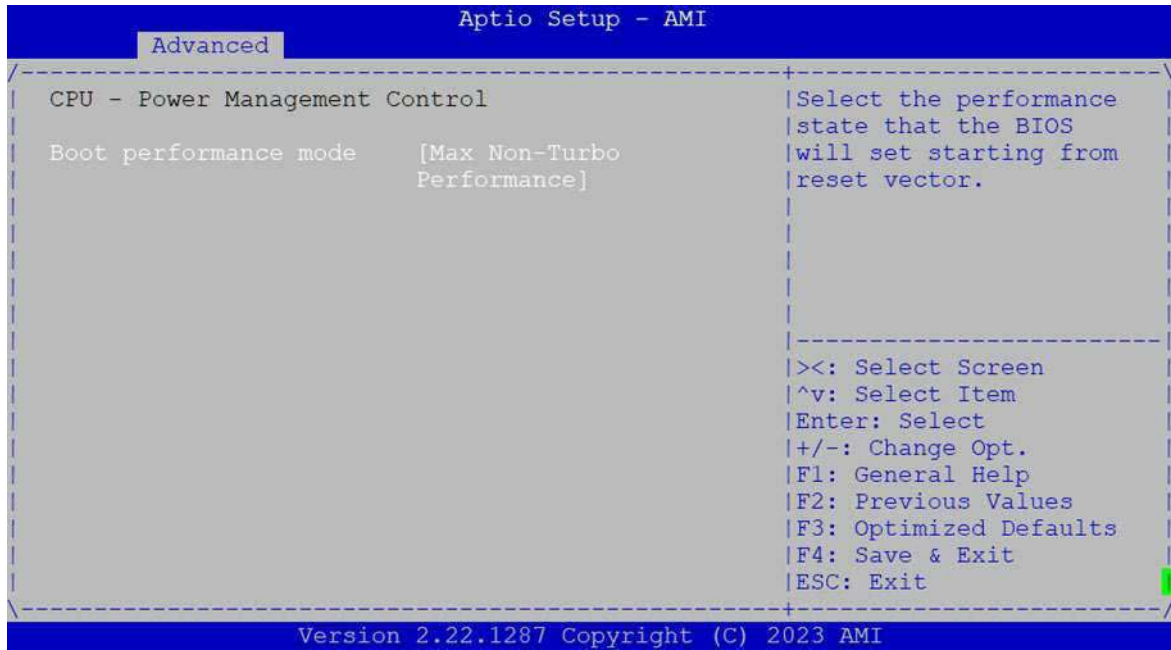 Aptio Setup - AMI
Advanced
CPU - Power Management Control
Boot performance mode [Max Non-Turbo
Performance]
Select the performance
state that the BIOS
will set starting from
reset vector.
><: Select Screen
^v: Select Item
Enter: Select
+/-: Change Opt.
F1: General Help
F2: Previous Values
F3: Optimized Defaults
F4: Save & Exit
ESC: Exit
Version 2.22.1287 Copyright (C) 2023 AMI